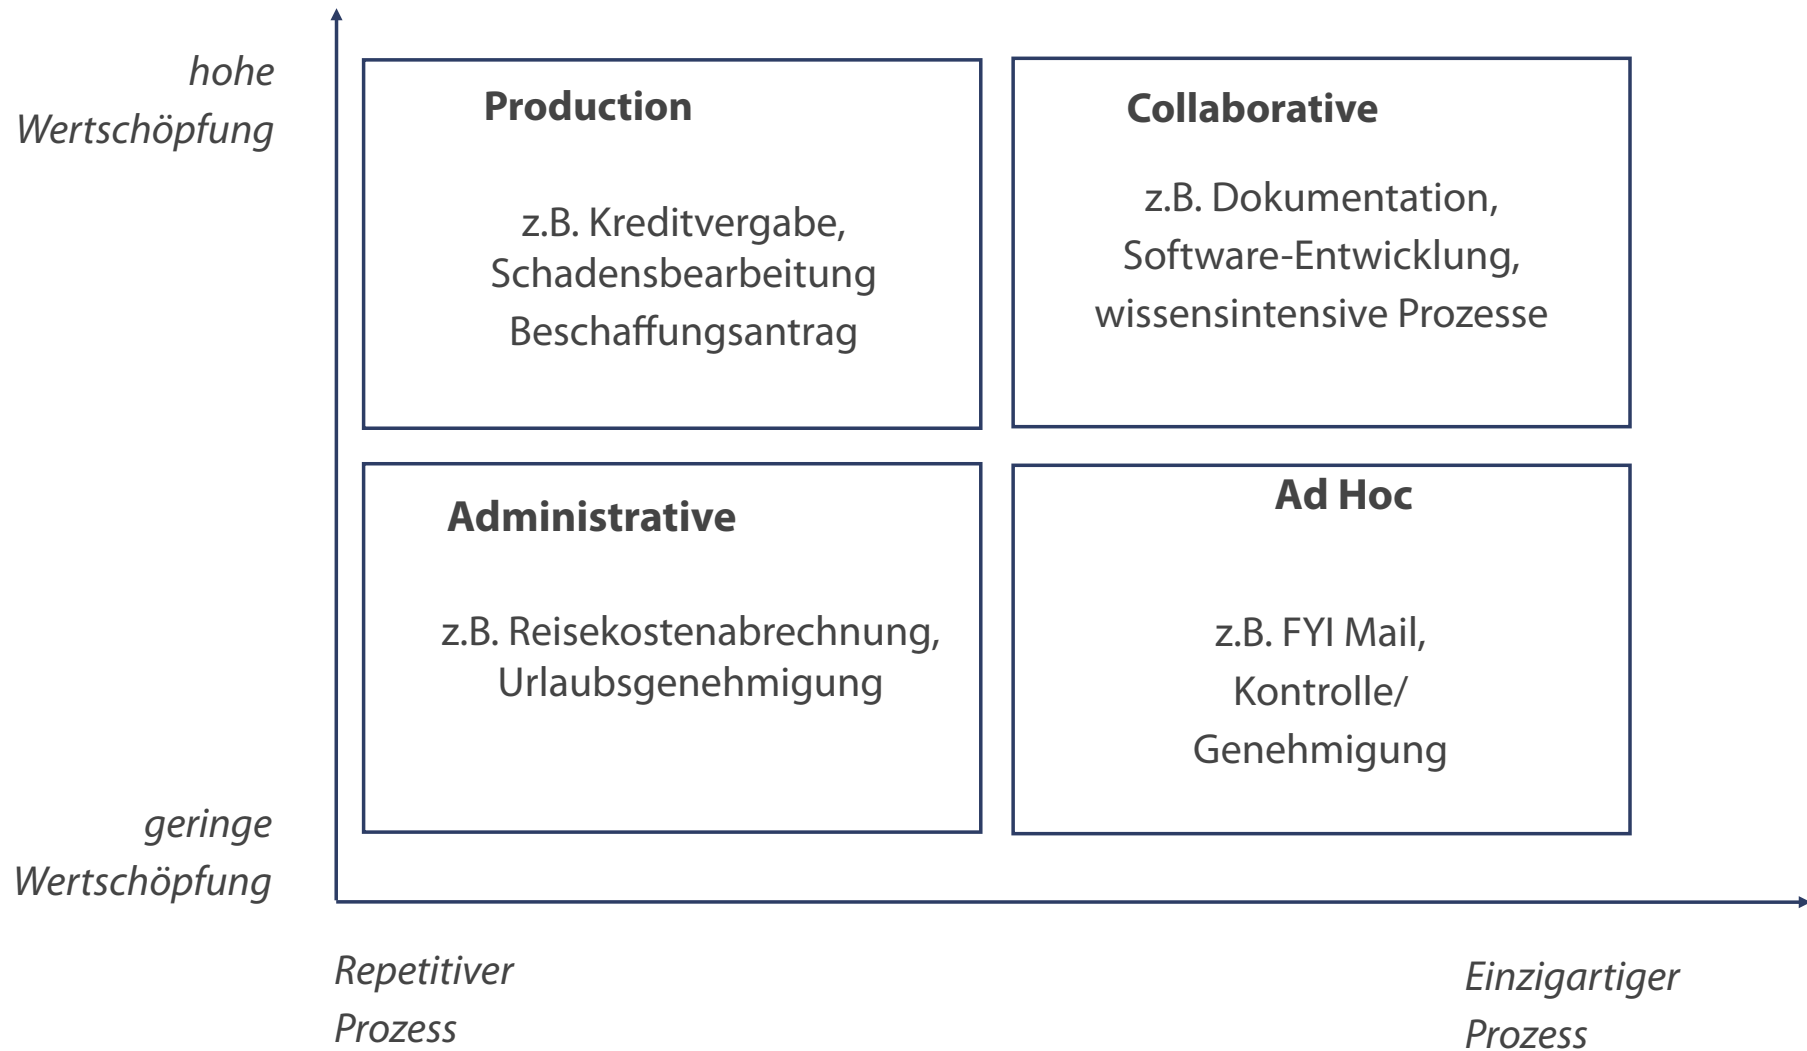 hohe
Wertschöpfung
Production
z.B. Kreditvergabe,
Schadensbearbeitung
Beschaffungsantrag
Collaborative
z.B. Dokumentation,
Software-Entwicklung,
wissensintensive Prozesse
Administrative
z.B. Reisekostenabrechnung,
Urlaubsgenehmigung
Ad Hoc
z.B. FYI Mail,
Kontrolle/
Genehmigung
geringe
Wertschöpfung
Repetitiver
Prozess
Einzigartiger
Prozess